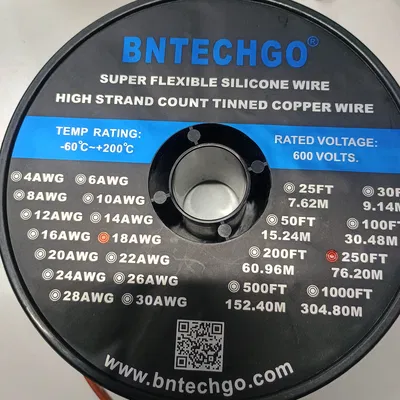 BNTECHGO®
SUPER FLEXIBLE SILICONE WIRE
HIGH STRAND COUNT TINNED COPPER WIRE
TEMP RATING:
-60℃~+200℃
RATED VOLTAGE:
600 VOLTS.
4AWG 6AWG
8AWG 10AWG
12AWG 14AWG
16AWG 18AWG
20AWG 22AWG
24AWG 26AWG
28AWG 30AWG
25FT 30F
7.62M 9.14M
50FT 100FT
15.24M 30.48M
200FT 250FT
60.96M 76.20M
500FT 1000FT
152.40M 304.80M
www.bntechgo.com